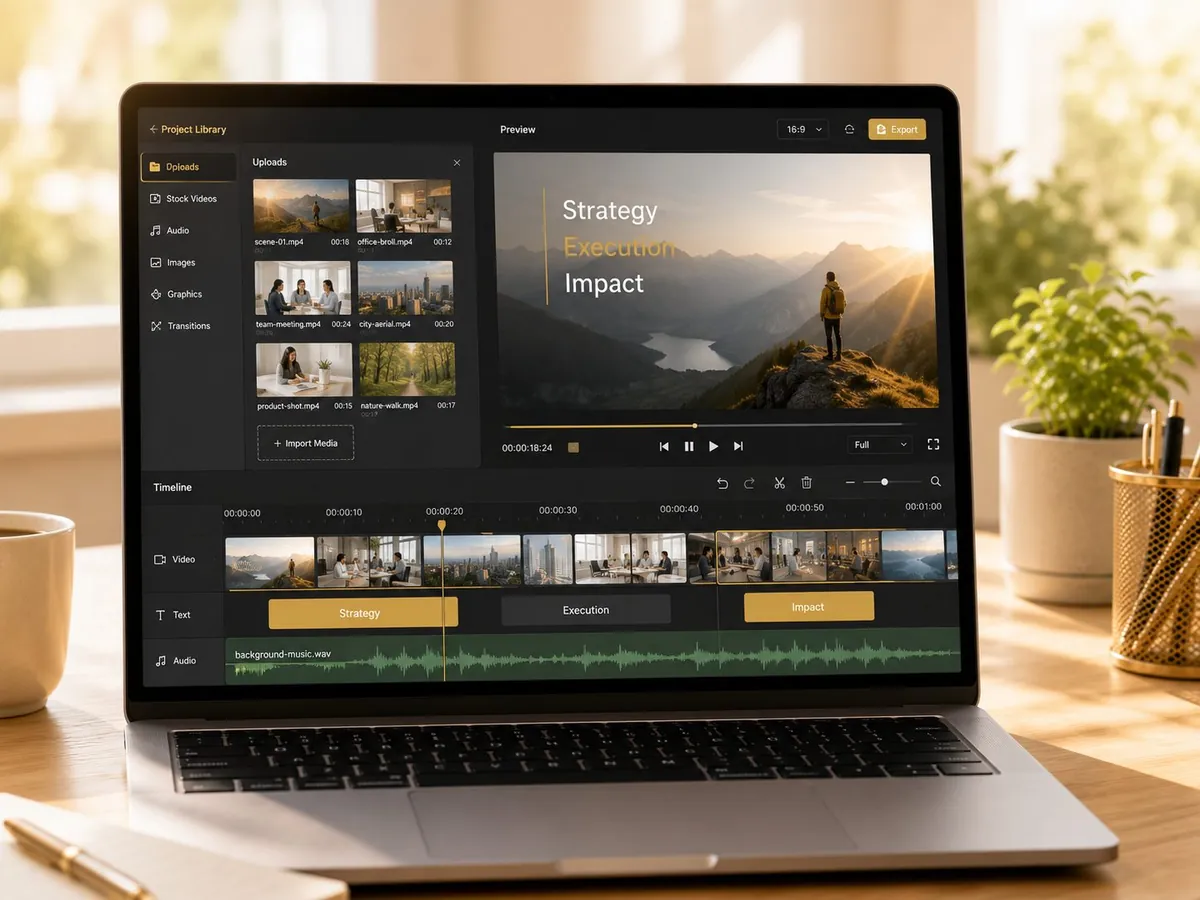 Project Library
Preview
16:9
Export
Uploads
Stock Videos
Audio
Images
Graphics
Transitions
Uploads
scene-01.mp4 00:16
office-broll.mp4 00:12
team-meeting.mp4 00:24
city-aerial.mp4 00:20
product-shot.mp4 00:15
nature-walk.mp4 00:17
+ Import Media
Strategy
Execution
Impact
00:00:18:24
Full
Timeline
00:00:00 00:00:10 00:00:20 00:00:30 00:00:40 00:00:50 00:01:00
Video
Text
Strategy
Execution
Impact
Audio
background-music.wav